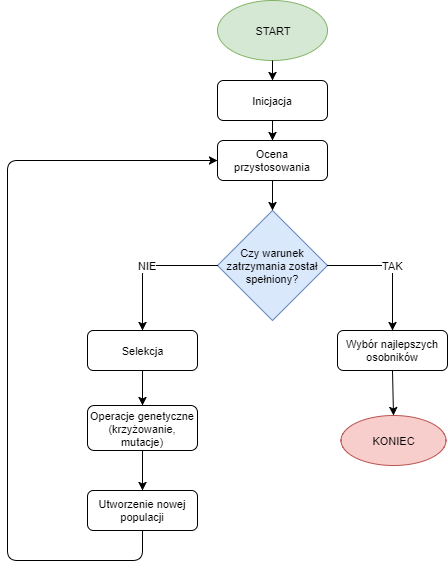 START
Inicjacja
Ocena
przystosowania
Czy warunek
zatrzymania został
spełniony?
NIE
TAK
Selekcja
Wybór najlepszych
osobników
Operacje genetyczne
(krzyżowanie,
mutacje)
KONIEC
Utworzenie nowej
populacji